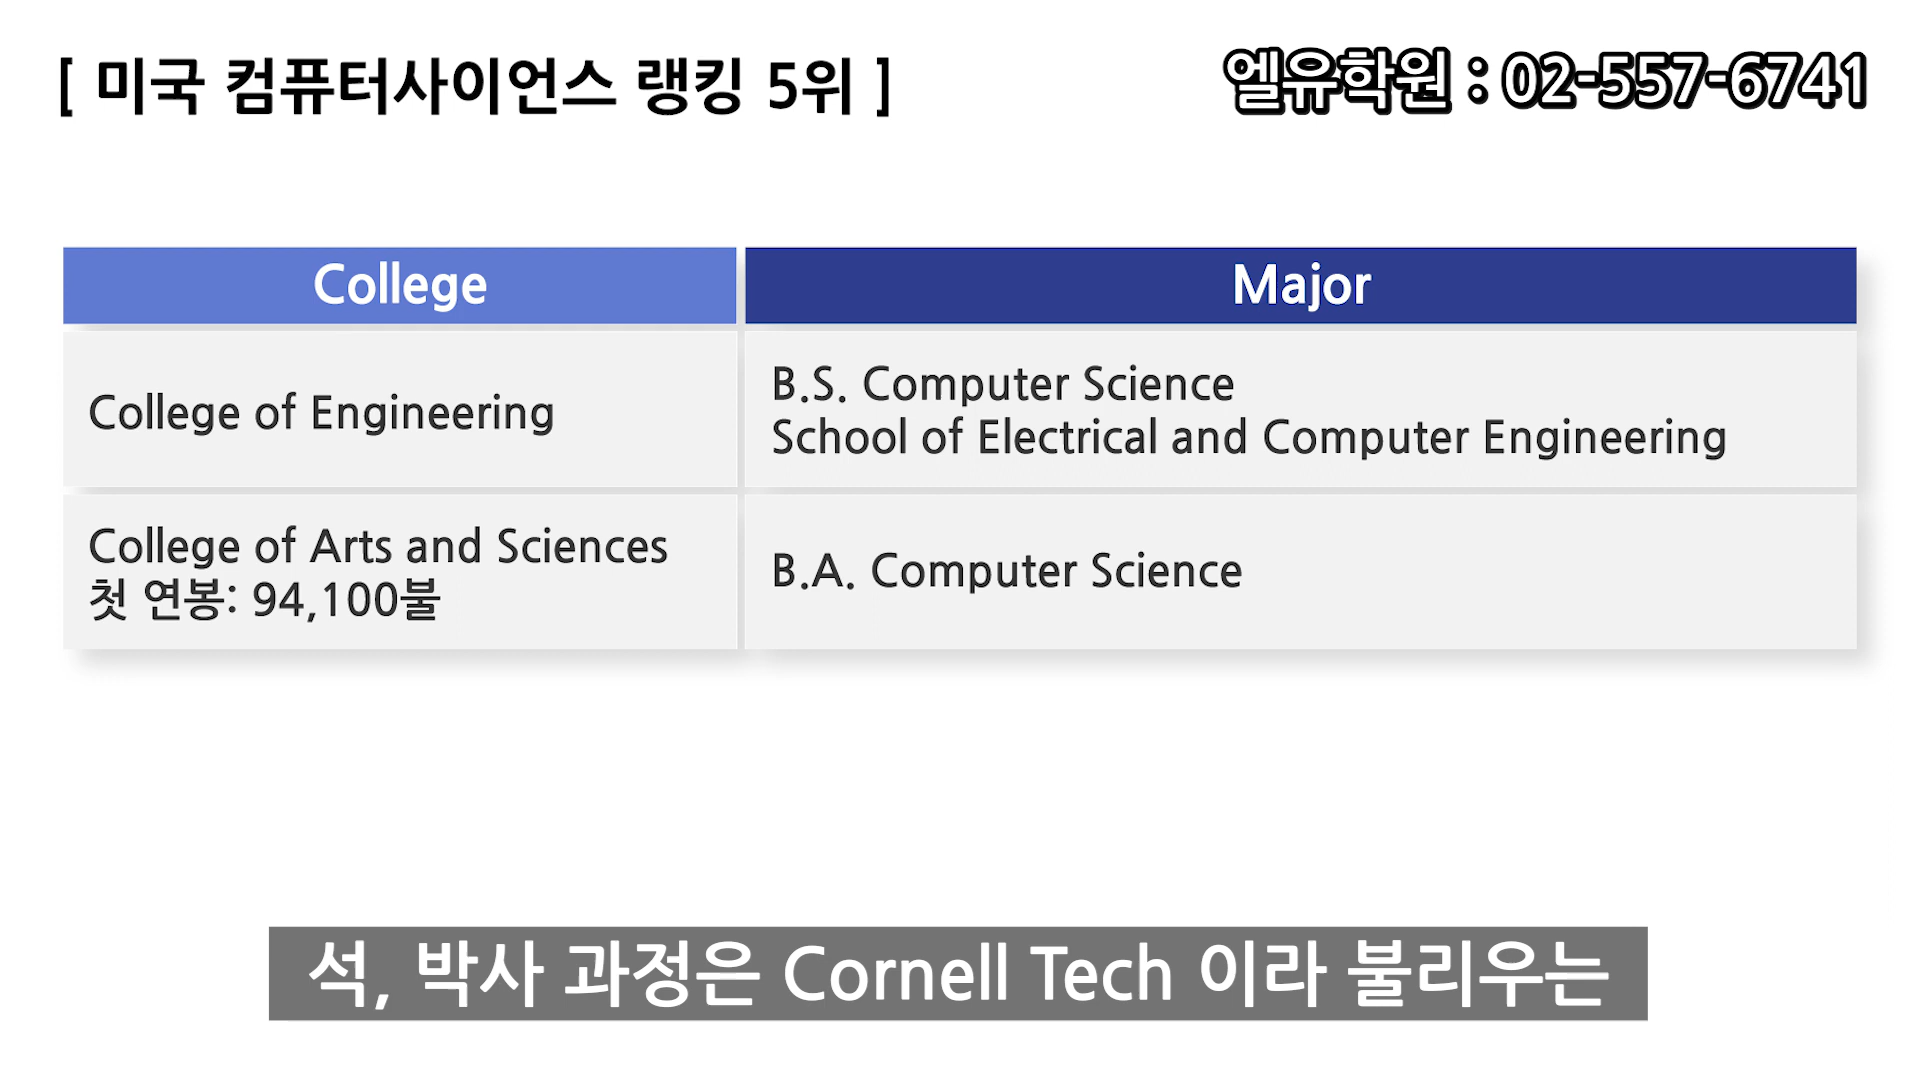 [ 미국 컴퓨터사이언스 랭킹 5위 ]
엘유학원 : 02-557-6741
College
Major
College of Engineering
B.S. Computer Science
School of Electrical and Computer Engineering
College of Arts and Sciences
첫 연봉: 94,100불
B.A. Computer Science
석, 박사 과정은 Cornell Tech 이라 불리우는